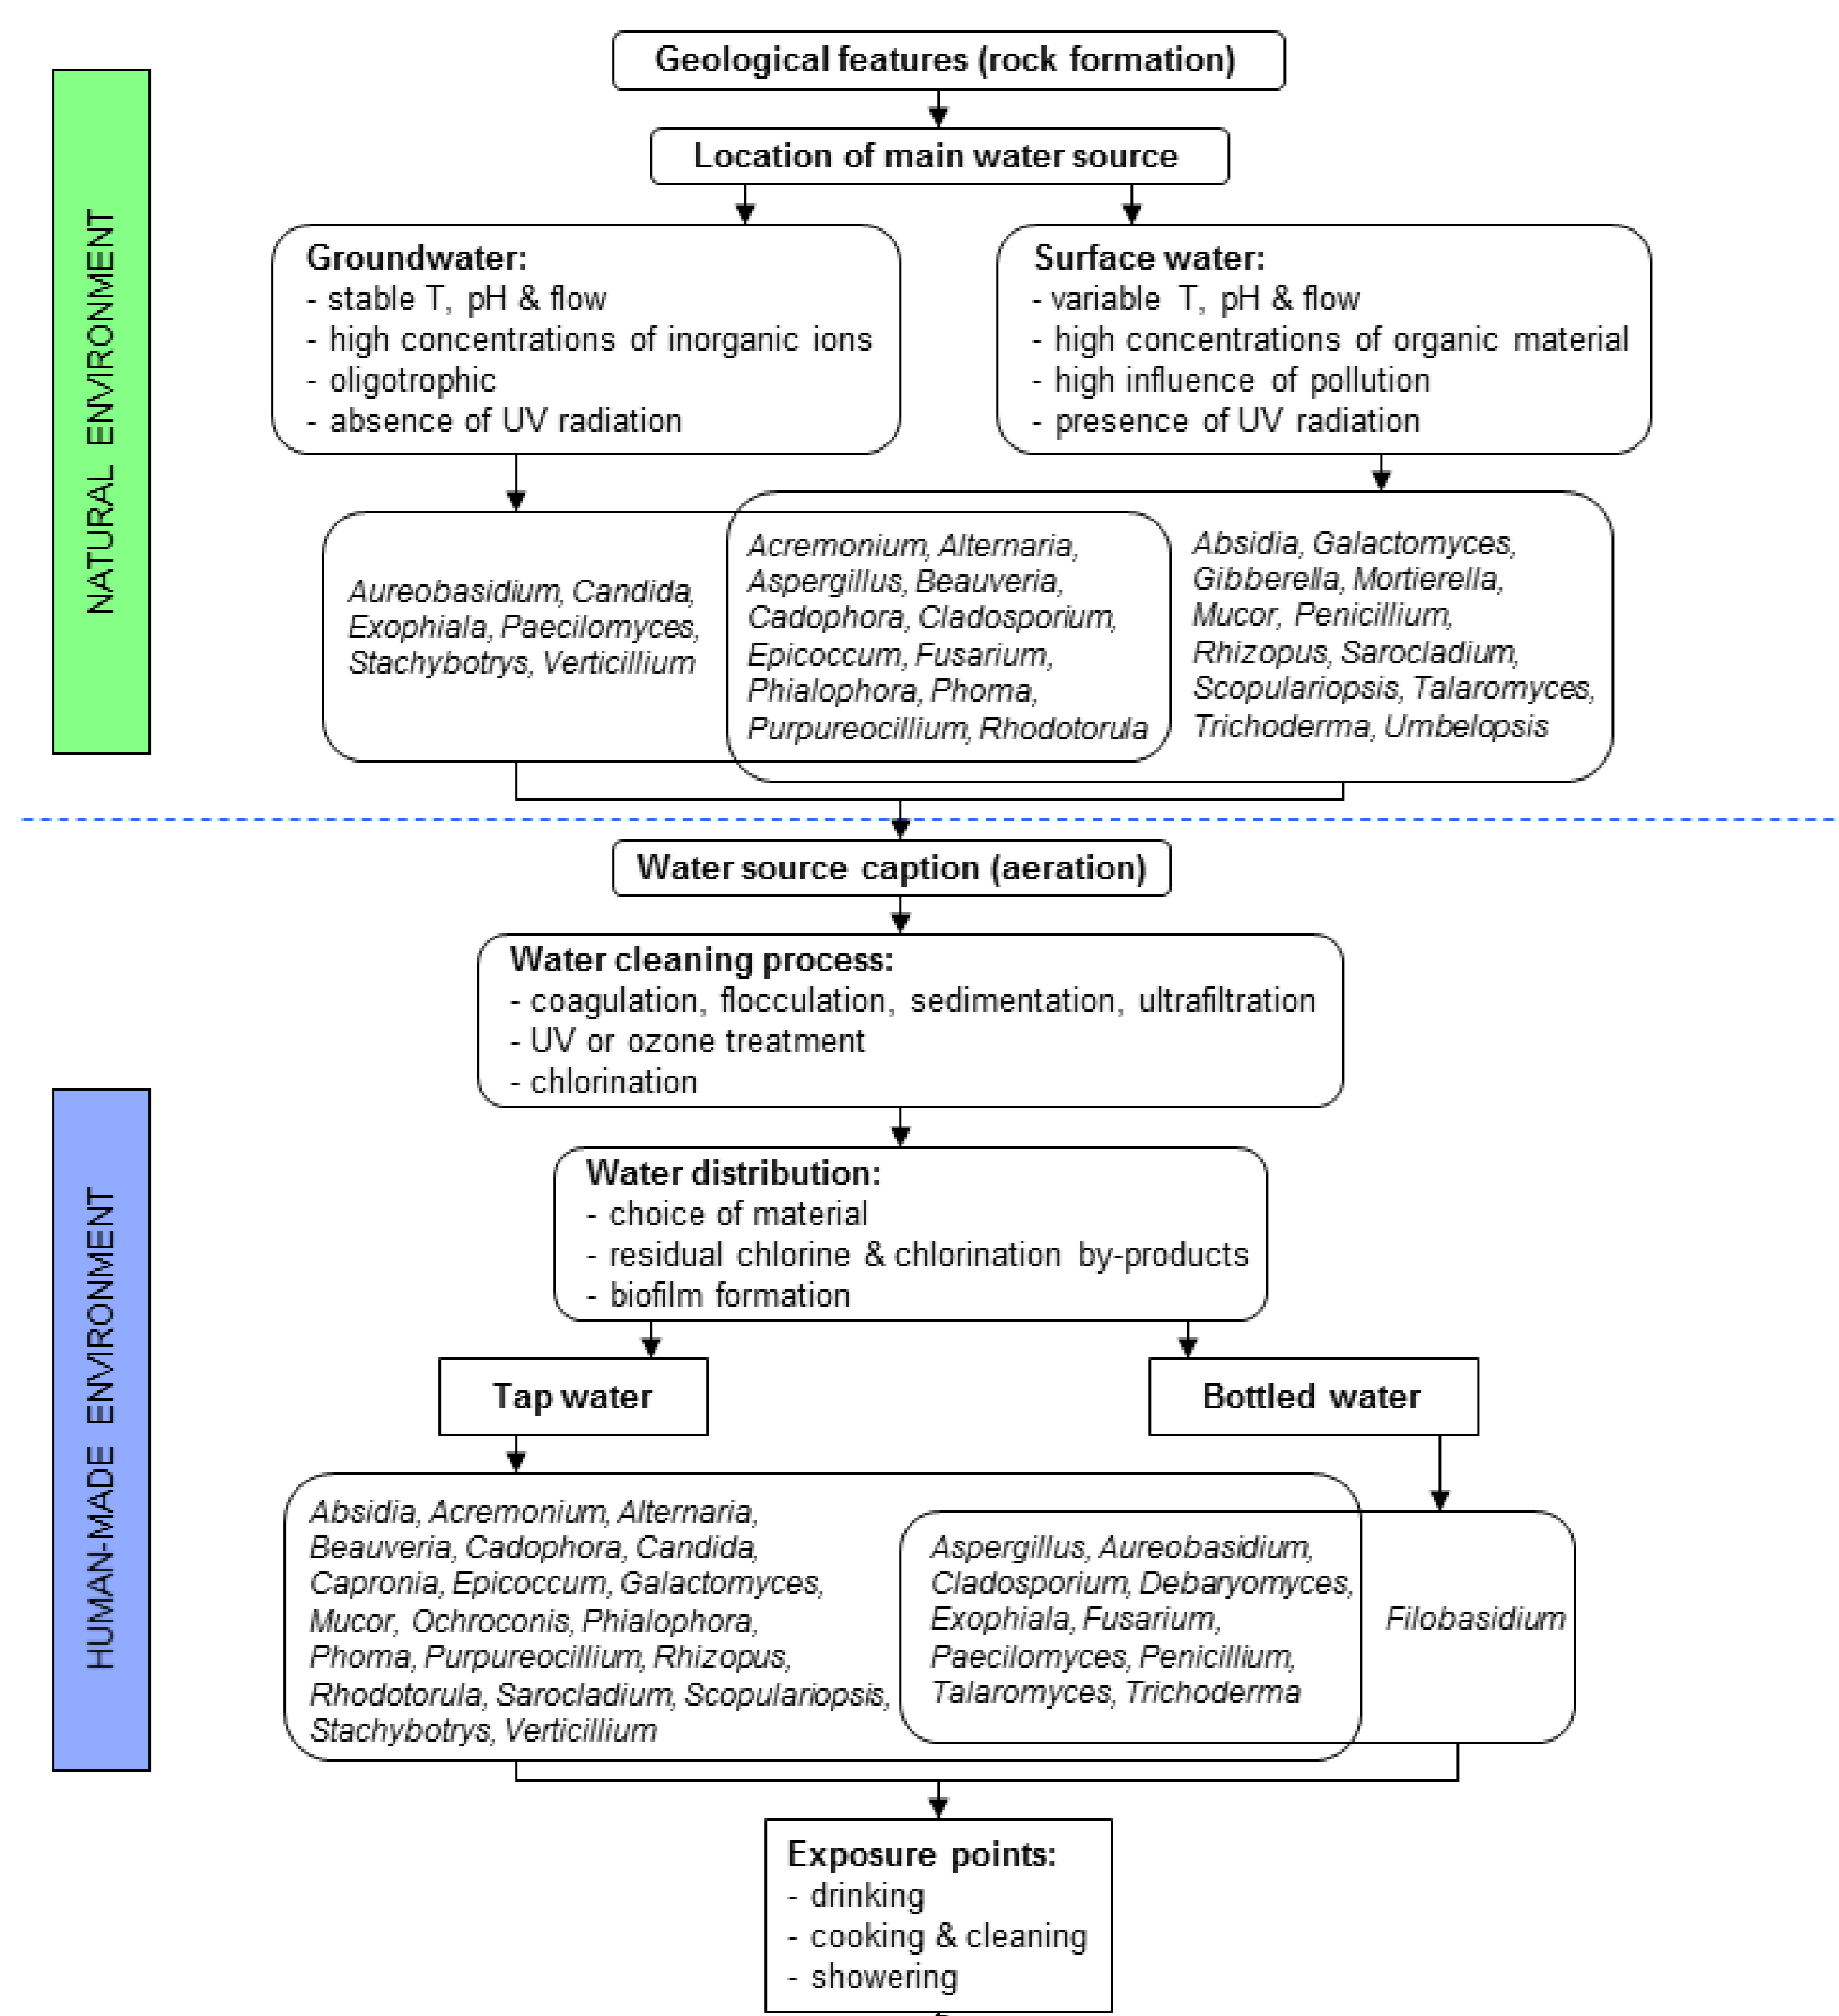 Geological features (rock formation)
Location of main water source
NATURAL ENVIRONMENT
Groundwater:
- stable T, pH & flow
- high concentrations of inorganic ions
- oligotrophic
- absence of UV radiation
Surface water:
- variable T, pH & flow
- high concentrations of organic material
- high influence of pollution
- presence of UV radiation
Aureobasidium, Candida,
Exophiala, Paecilomyces,
Stachybotrys, Verticillium
Acremonium, Alternaria,
Aspergillus, Beauveria,
Cadophora, Cladosporium,
Epicoccum, Fusarium,
Phialophora, Phoma,
Purpureocillium, Rhodotorula
Absidia, Galactomyces,
Gibberella, Mortierella,
Mucor, Penicillium,
Rhizopus, Sarocladium,
Scopulariopsis, Talaromyces,
Trichoderma, Umbelopsis
Water source caption (aeration)
Water cleaning process:
- coagulation, flocculation, sedimentation, ultrafiltration
- UV or ozone treatment
- chlorination
HUMAN-MADE ENVIRONMENT
Water distribution:
- choice of material
- residual chlorine & chlorination by-products
- biofilm formation
Tap water
Bottled water
Absidia, Acremonium, Alternaria,
Beauveria, Cadophora, Candida,
Capronia, Epicoccum, Galactomyces,
Mucor, Ochroconis, Phialophora,
Phoma, Purpureocillium, Rhizopus,
Rhodotorula, Sarocladium, Scopulariopsis,
Stachybotrys, Verticillium
Aspergillus, Aureobasidium,
Cladosporium, Debaryomyces,
Exophiala, Fusarium,
Paecilomyces, Penicillium,
Talaromyces, Trichoderma
Filobasidium
Exposure points:
- drinking
- cooking & cleaning
- showering